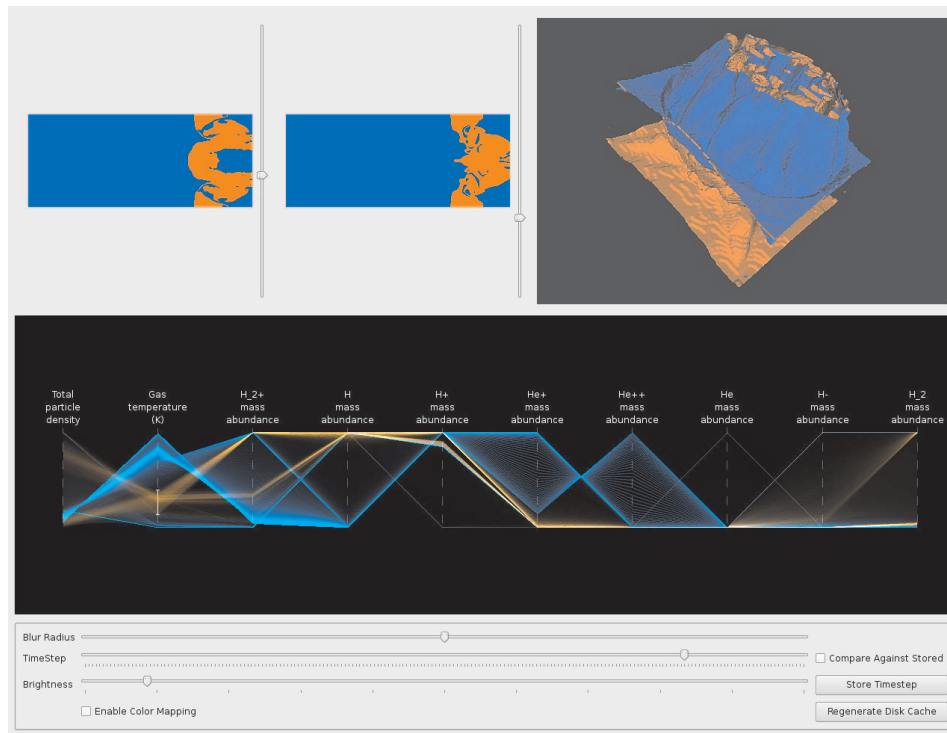 Total
particle
density
Gas
temperature
(K)
H_2+
mass
abundance
H
mass
abundance
H+
mass
abundance
He+
mass
abundance
He++
mass
abundance
He
mass
abundance
H-
mass
abundance
H_2
mass
abundance
Blur Radius
TimeStep
Compare Against Stored
Brightness
Store Timestep
Enable Color Mapping
Regenerate Disk Cache